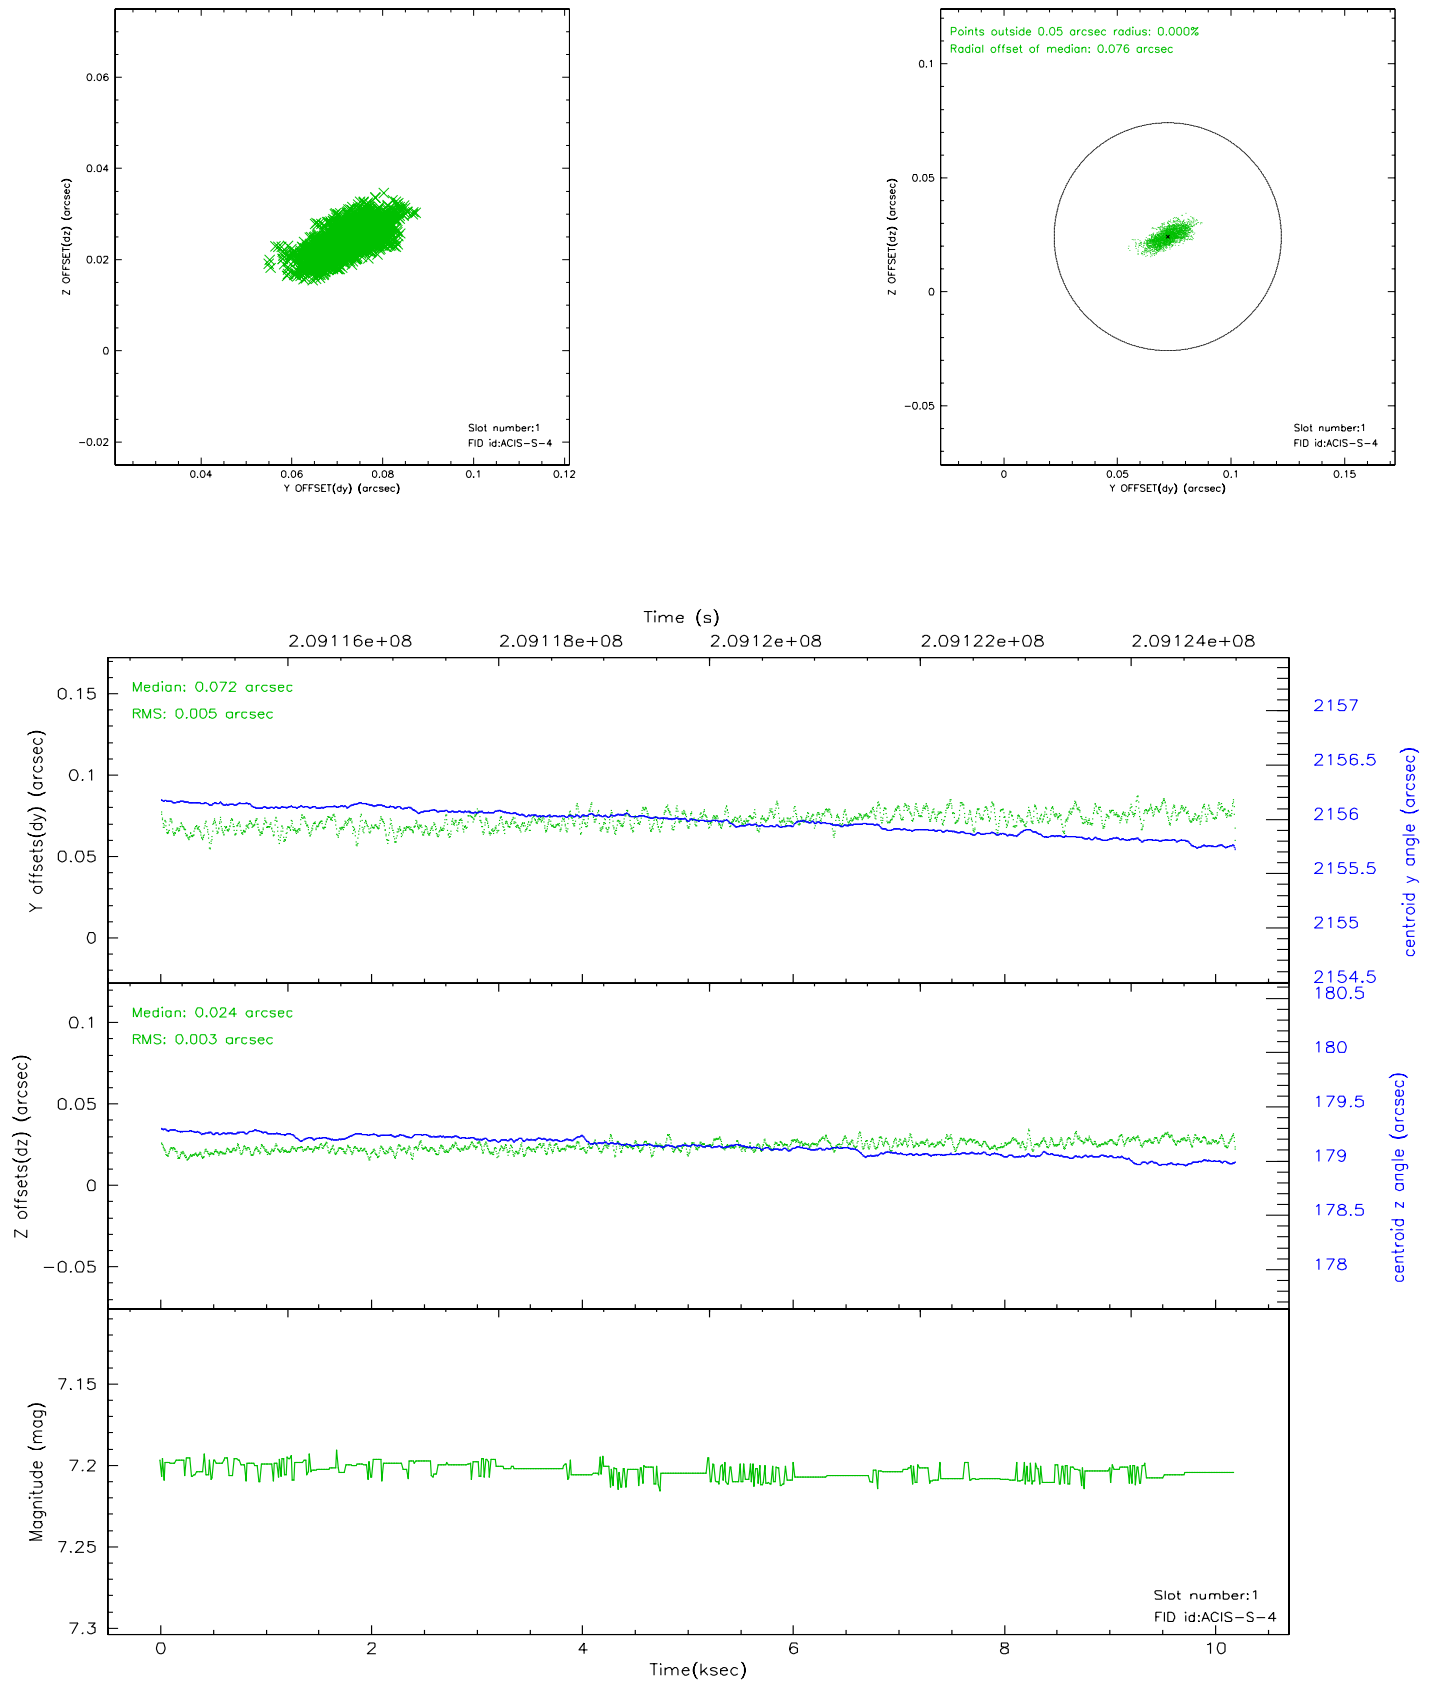 0.06
0.04
0.02
0
-0.02
Z OFFSET(dz) (arcsec)
Slot number:1
FID id:ACIS-S-4
0.04 0.06 0.08 0.1 0.12
Y OFFSET(dy) (arcsec)
Points outside 0.05 arcsec radius: 0.000%
Radial offset of median: 0.076 arcsec
0.1
0.05
0
-0.05
Z OFFSET(dz) (arcsec)
Slot number:1
FID id:ACIS-S-4
0 0.05 0.1 0.15
Y OFFSET(dy) (arcsec)
Time (s)
2.09116e+08 2.09118e+08 2.0912e+08 2.09122e+08 2.09124e+08
Median: 0.072 arcsec
RMS: 0.005 arcsec
0.15
0.1
0.05
0
Y offsets(dy) (arcsec)
2157
2156.5
2156
2155.5
2155
2154.5
centroid y angle (arcsec)
Median: 0.024 arcsec
RMS: 0.003 arcsec
0.1
0.05
0
-0.05
Z offsets(dz) (arcsec)
180.5
180
179.5
179
178.5
178
centroid z angle (arcsec)
7.15
7.2
7.25
7.3
Magnitude (mag)
Slot number:1
FID id:ACIS-S-4
0 2 4 6 8 10
Time(ksec)